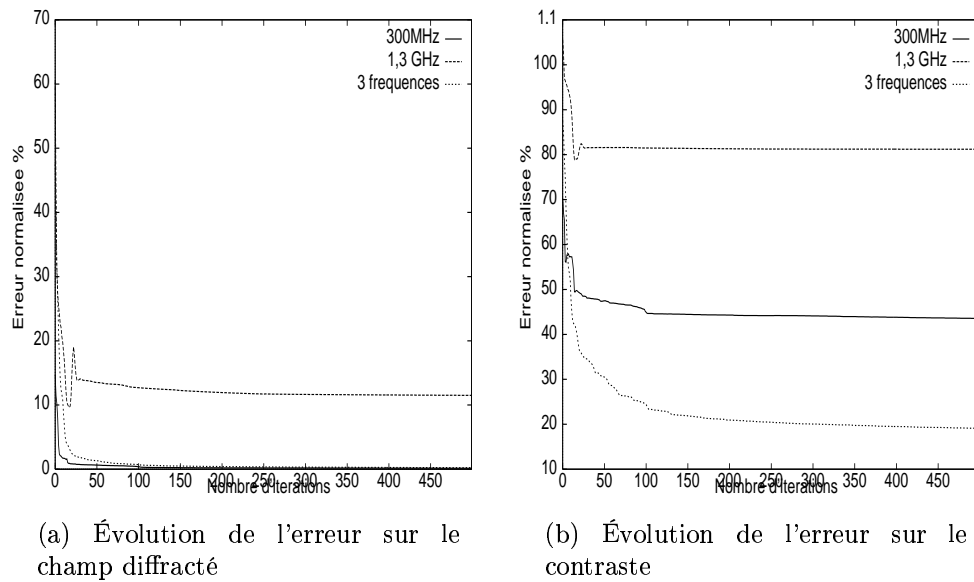 70
60
50
40
30
20
10
0
Erreur normalisee %
300MHz
1,3 GHz
3 frequences
0 50 100 150 200 250 300 350 400 450
Nombre d'iterations
(a) Évolution de l'erreur sur le
champ diffracté
1.1
100
90
80
70
60
50
40
30
20
10
Erreur normalisee %
300MHz
1,3 GHz
3 frequences
0 50 100 150 200 250 300 350 400 450
Nombre d'iterations
(b) Évolution de l'erreur sur le
contraste